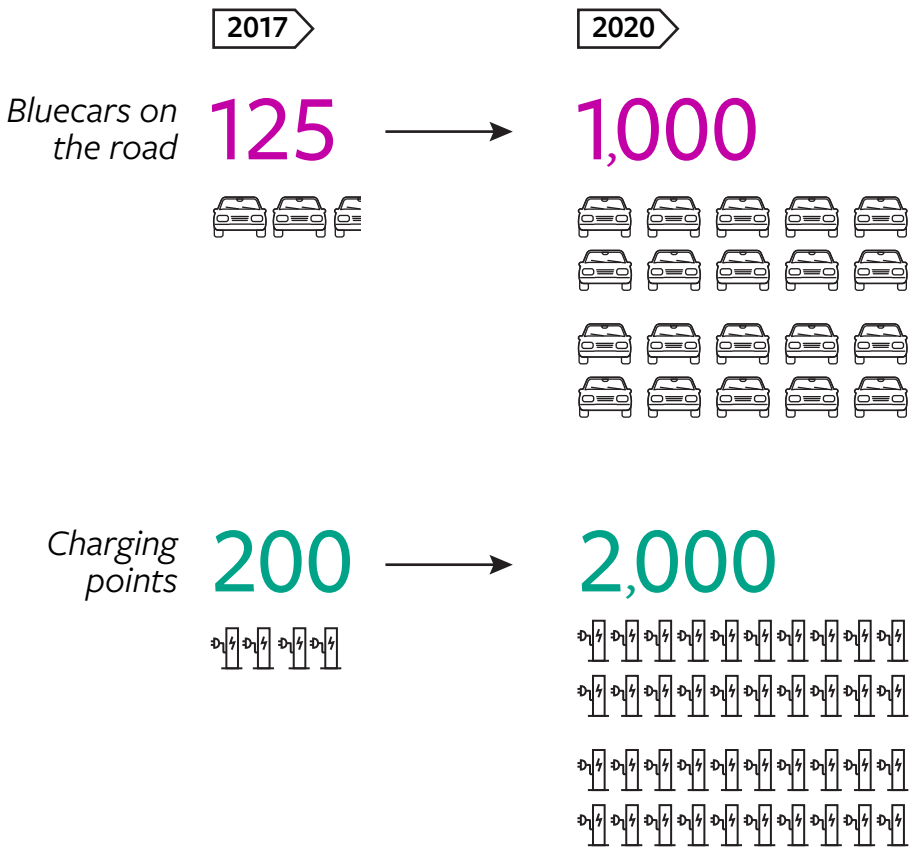 2017
2020
Bluecars on
the road
125
1,000
Charging
points
200
2,000